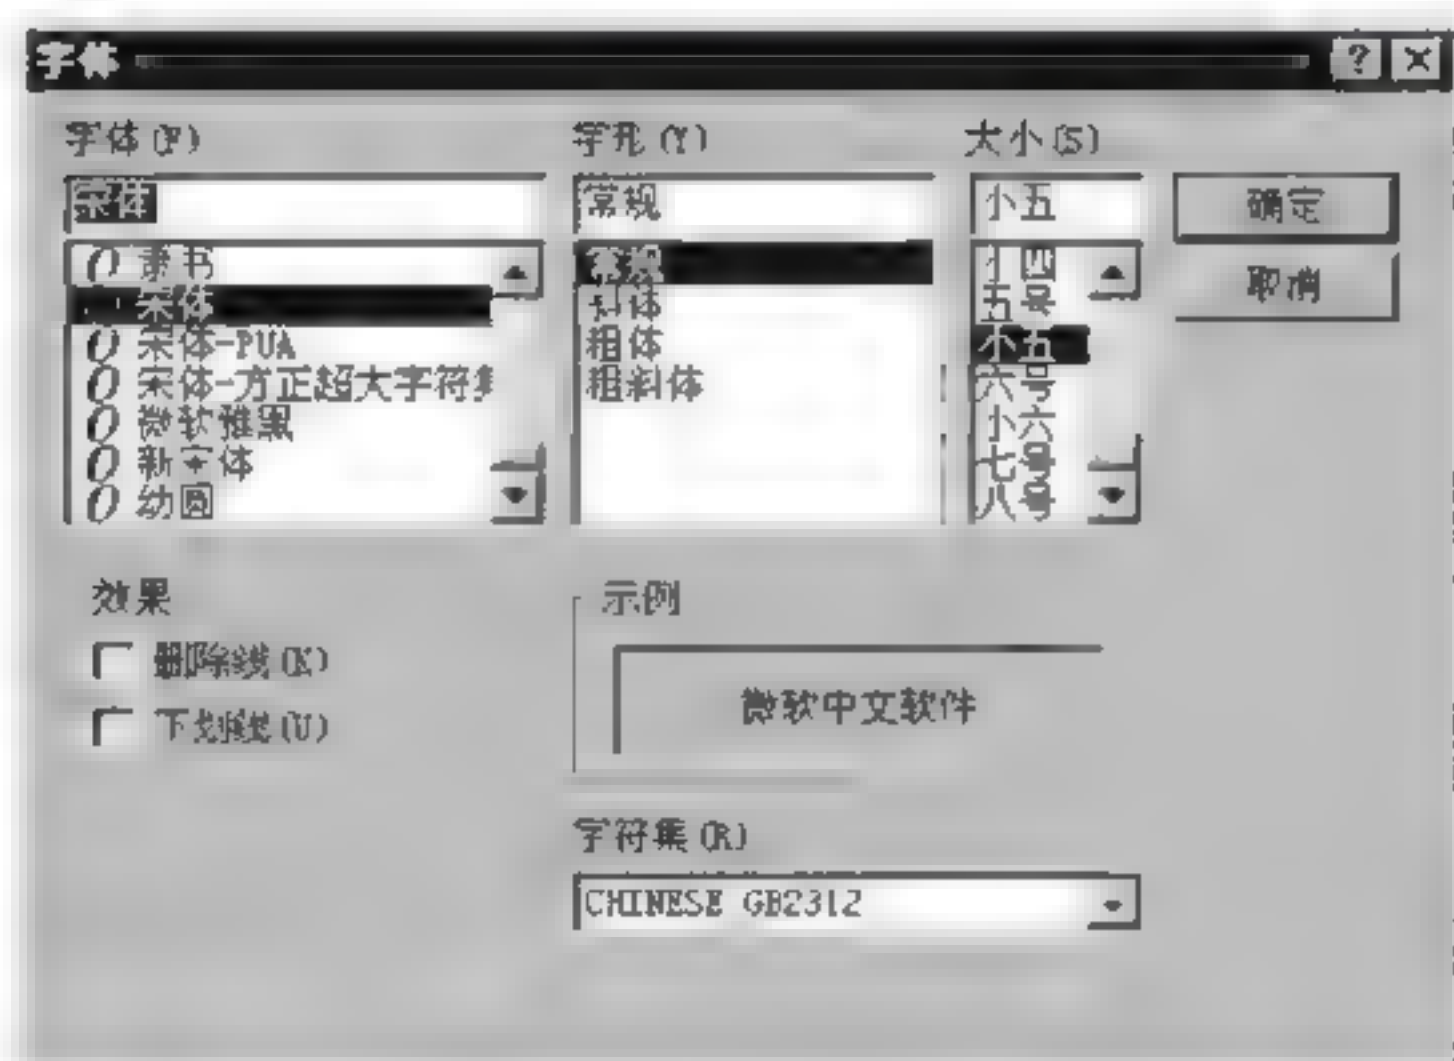 字体
字体(F)
宋体
隶书
宋体
宋体-PUA
宋体-方正超大字符集
微软雅黑
新宋体
幼圆
字形(Y)
常规
常规
斜体
粗体
粗斜体
大小(S)
小五
小四
五号
小五
六号
小六
七号
八号
确定
取消
效果
删除线(K)
下划线(U)
示例
微软中文软件
字符集(R)
CHINESE GB2312